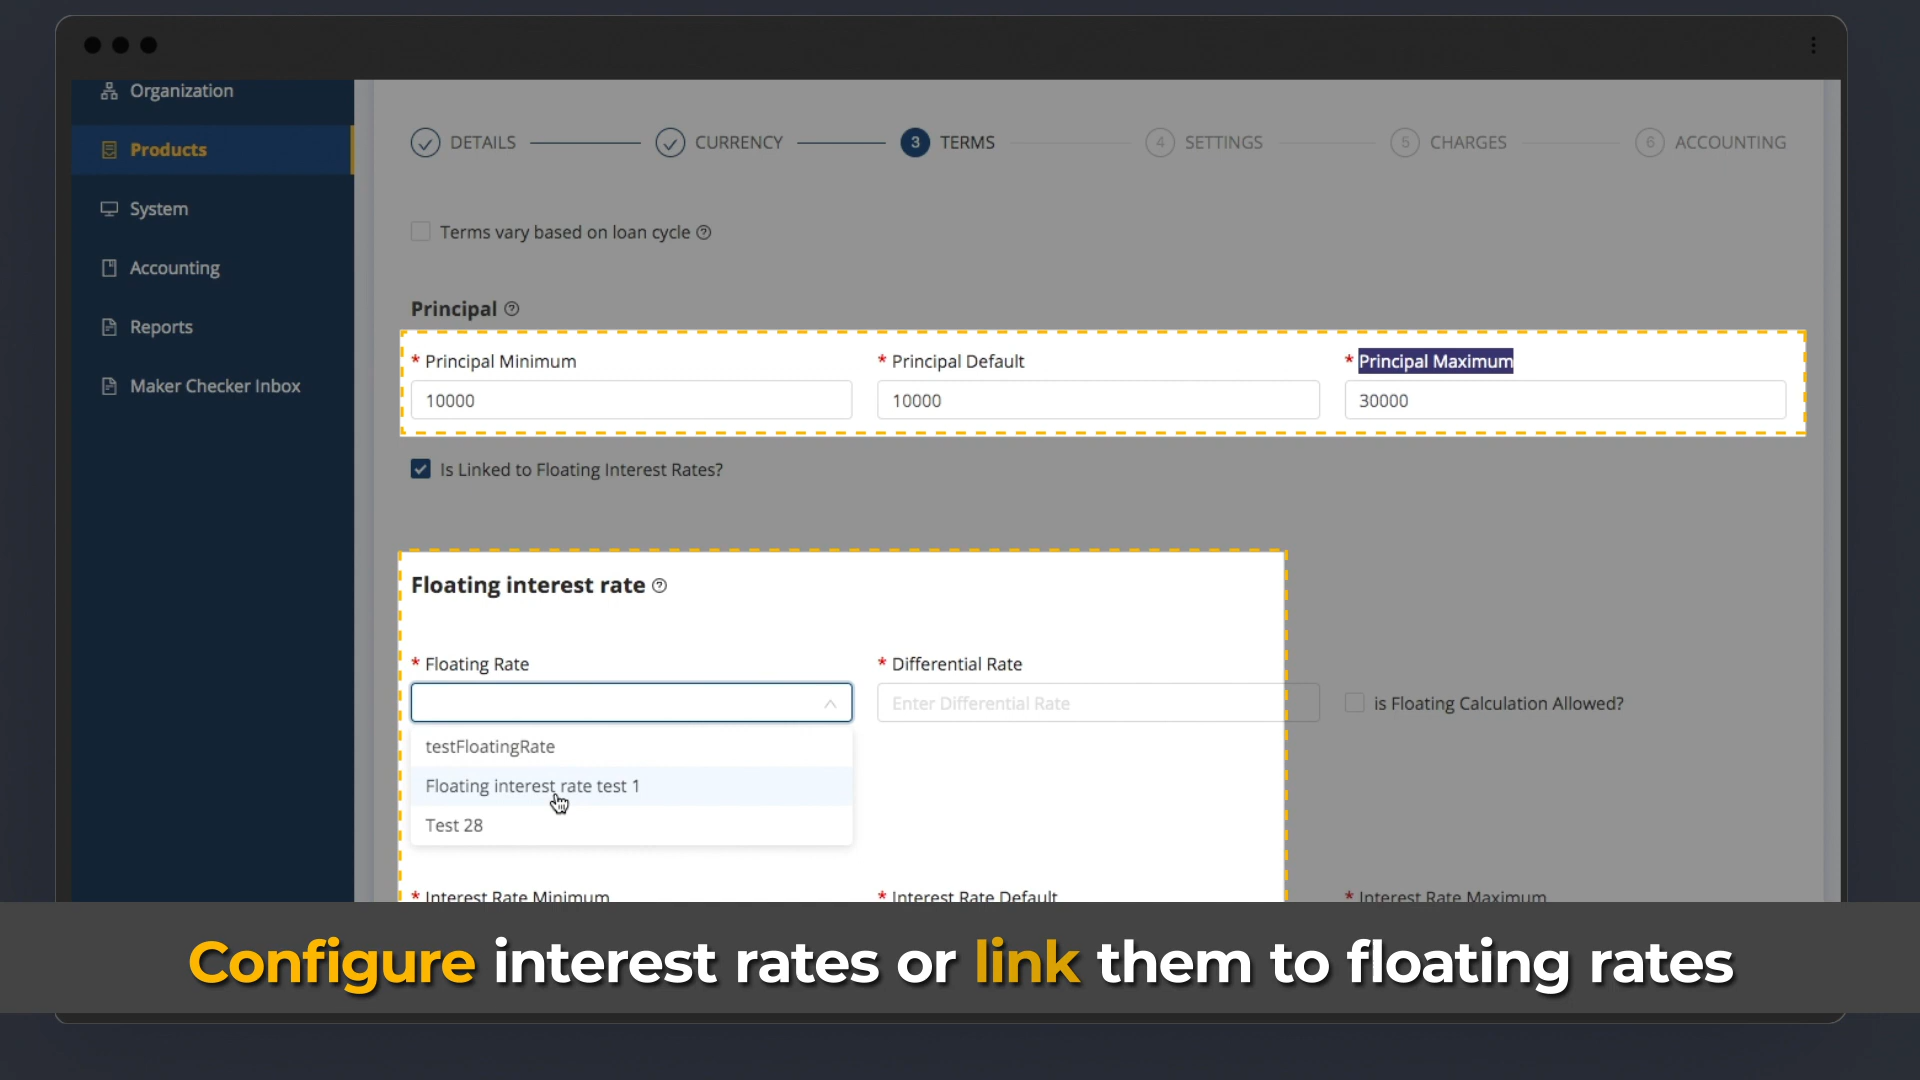 Organization
Products
System
Accounting
Reports
Maker Checker Inbox
DETAILS
CURRENCY
3 TERMS
4 SETTINGS
5 CHARGES
6 ACCOUNTING
Terms vary based on loan cycle
Principal
* Principal Minimum
* Principal Default
* Principal Maximum
10000
10000
30000
Is Linked to Floating Interest Rates?
Floating interest rate
* Floating Rate
* Differential Rate
Enter Differential Rate
is Floating Calculation Allowed?
testFloatingRate
Floating interest rate test 1
Test 28
* Interest Rate Minimum
* Interest Rate Default
* Interest Rate Maximum
Configure interest rates or link them to floating rates